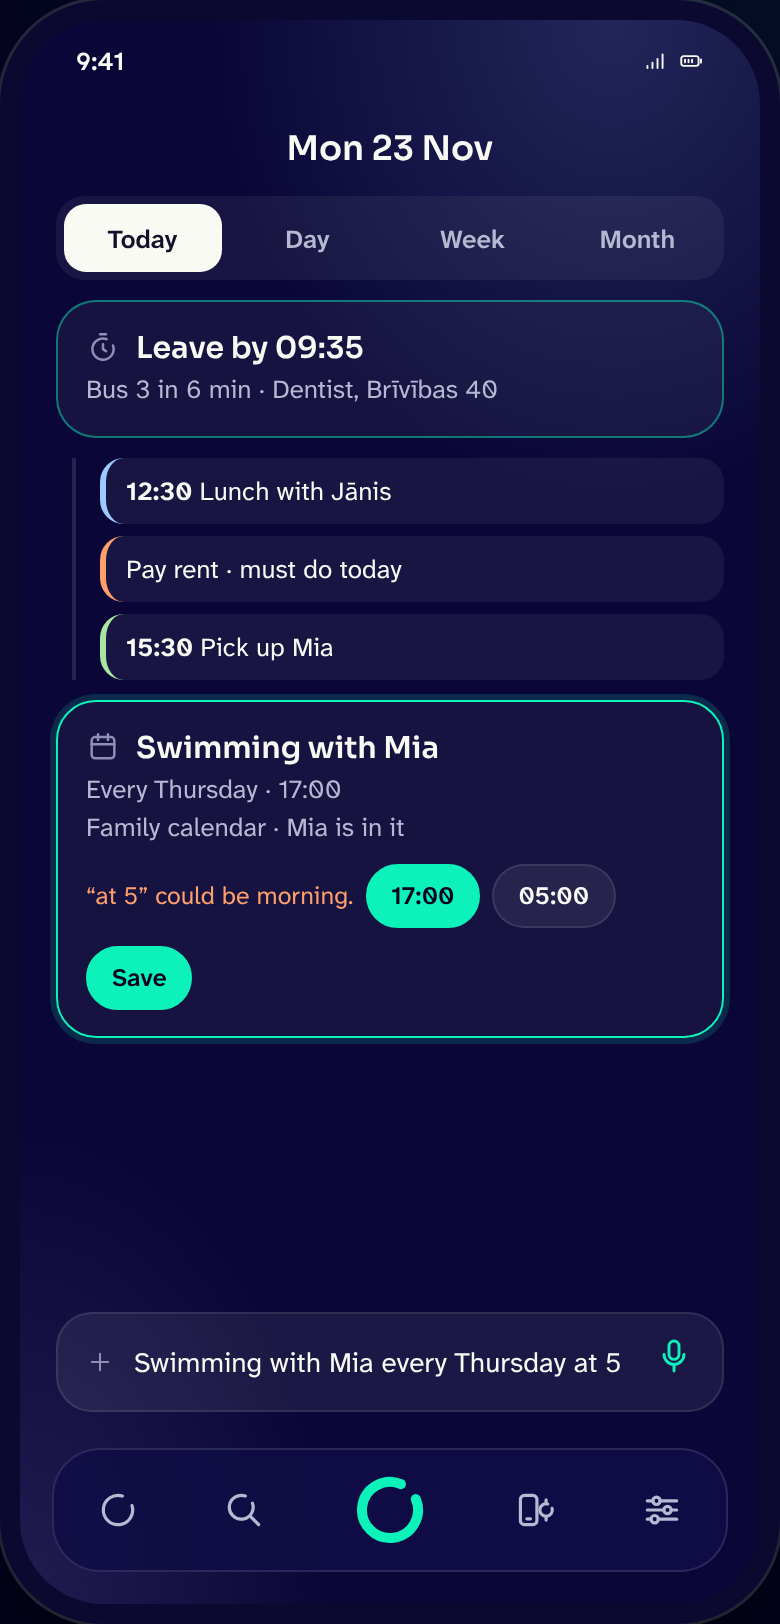 9:41
Mon 23 Nov
Today Day Week Month
Leave by 09:35
Bus 3 in 6 min · Dentist, Brīvības 40
12:30 Lunch with Jānis
Pay rent · must do today
15:30 Pick up Mia
Swimming with Mia
Every Thursday · 17:00
Family calendar · Mia is in it
“at 5” could be morning. 17:00 05:00
Save
Swimming with Mia every Thursday at 5